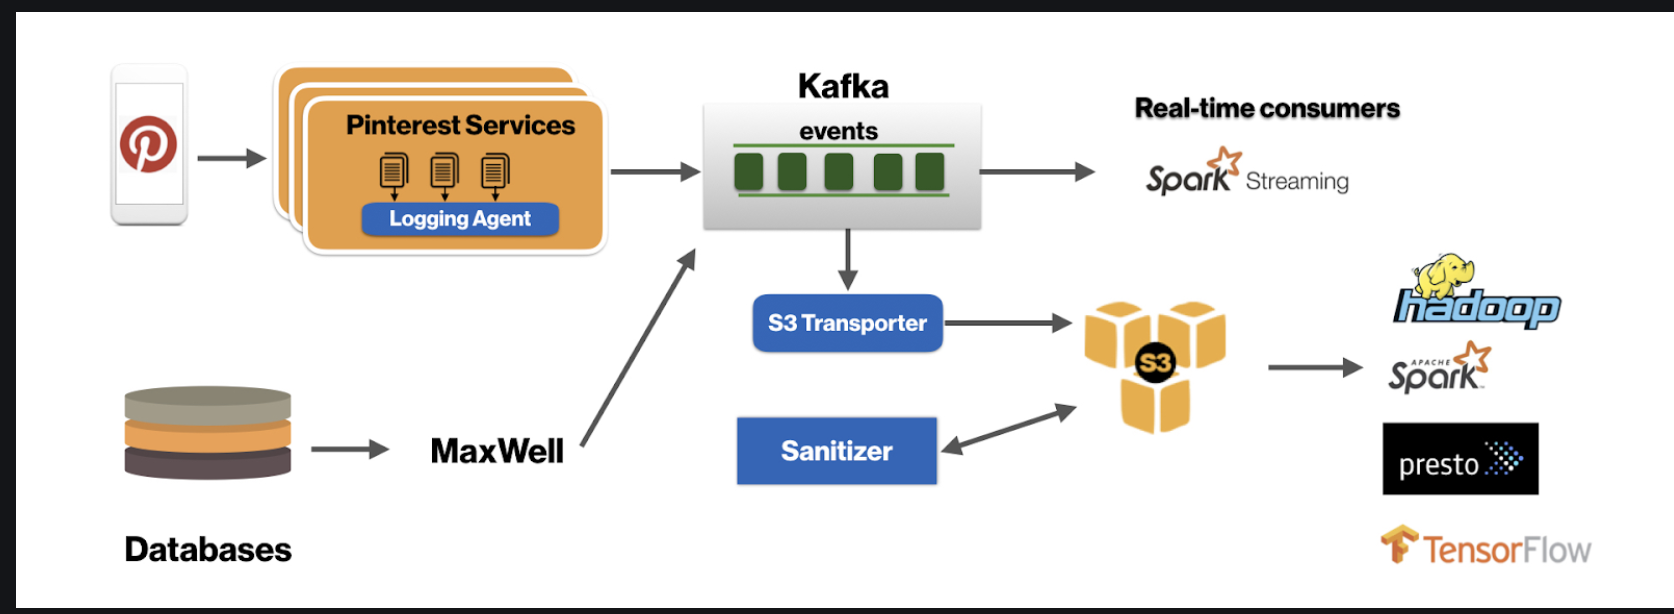 Kafka
events
Pinterest Services
Logging Agent
Real-time consumers
Spark Streaming
S3 Transporter
S3
hadoop
APACHE
Spark
MaxWell
Sanitizer
presto
Databases
TensorFlow